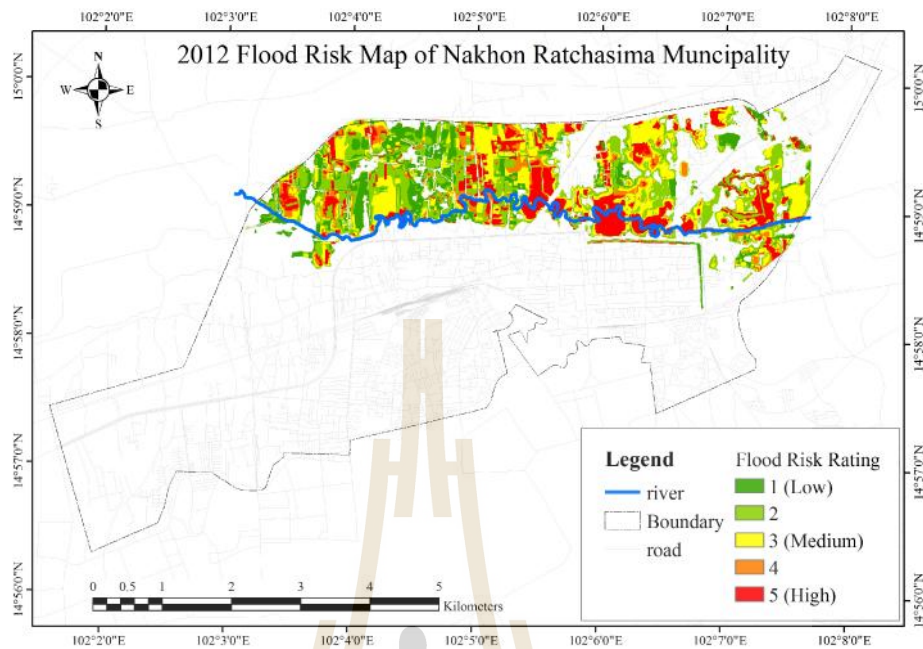 102°2'0"E 102°3'0"E 102°4'0"E 102°5'0"E 102°6'0"E 102°7'0"E 102°8'0"E
2012 Flood Risk Map of Nakhon Ratchasima Muncipality
N
W E
S
15°0'0"N 15°0'0"N
14°59'0"N 14°59'0"N
14°58'0"N 14°58'0"N
14°57'0"N 14°57'0"N
14°56'0"N 14°56'0"N
Legend
river
Boundary
road
Flood Risk Rating
1 (Low)
2
3 (Medium)
4
5 (High)
0 0.5 1 2 3 4 5
Kilometers
102°2'0"E 102°3'0"E 102°4'0"E 102°5'0"E 102°6'0"E 102°7'0"E 102°8'0"E